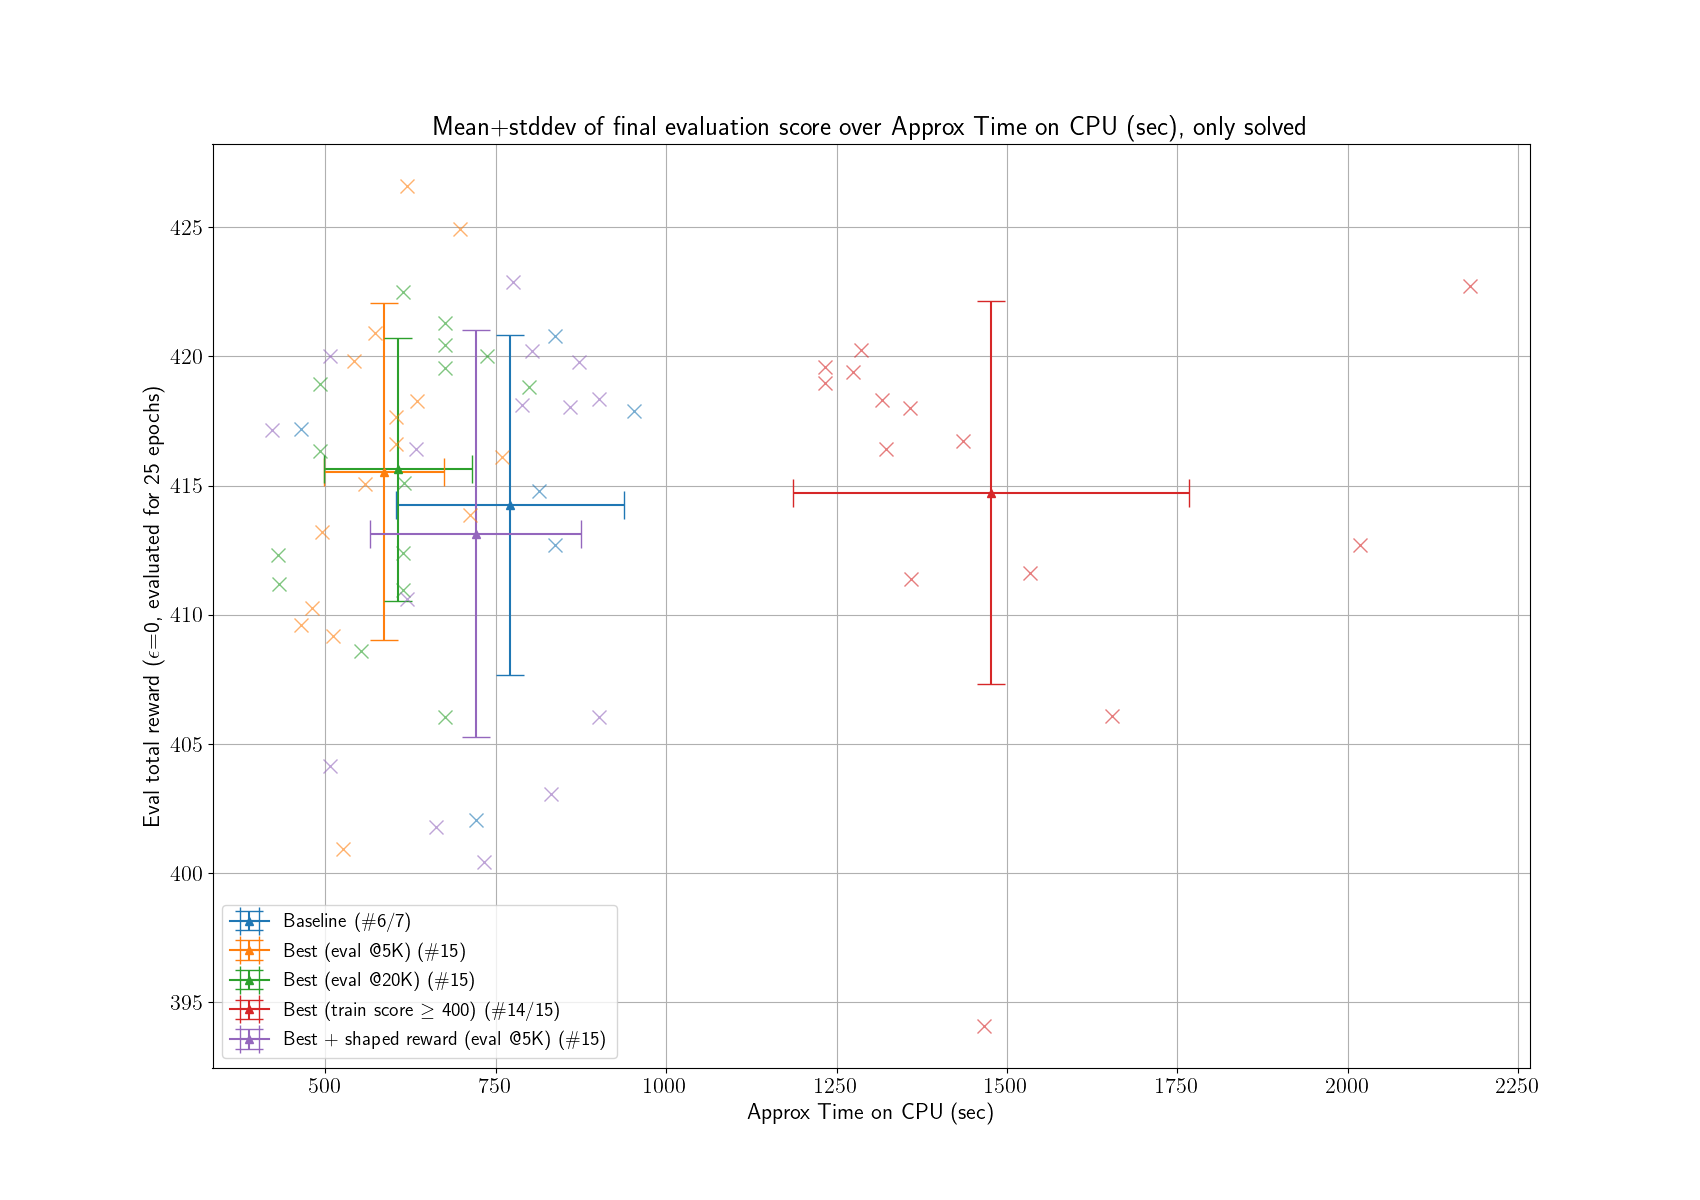 Mean+stddev of final evaluation score over Approx Time on CPU (sec), only solved
Eval total reward (ϵ=0, evaluated for 25 epochs)
425
420
415
410
405
400
395
Baseline (#6/7)
Best (eval @5K) (#15)
Best (eval @20K) (#15)
Best (train score ≥ 400) (#14/15)
Best + shaped reward (eval @5K) (#15)
500 750 1000 1250 1500 1750 2000 2250
Approx Time on CPU (sec)